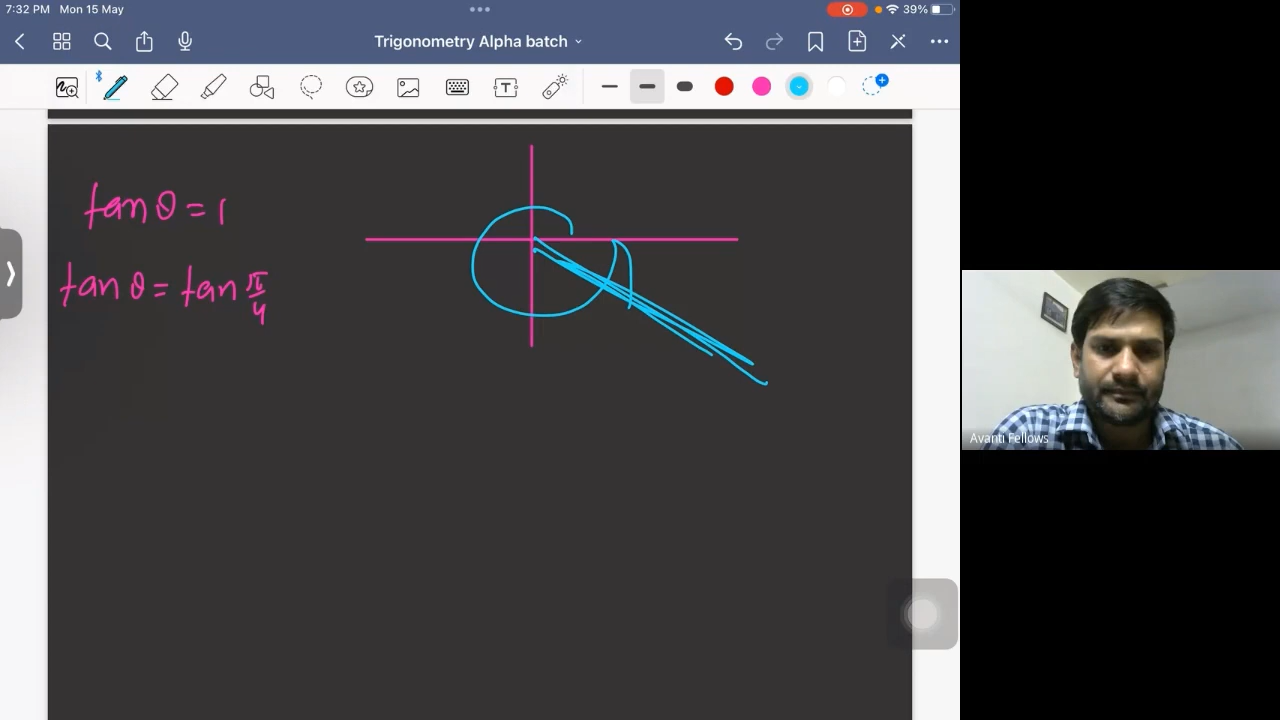 7:32 PM Mon 15 May
39%
Trigonometry Alpha batch
T
tan θ = 1
tan θ = tan π/4
Avanti Fellows